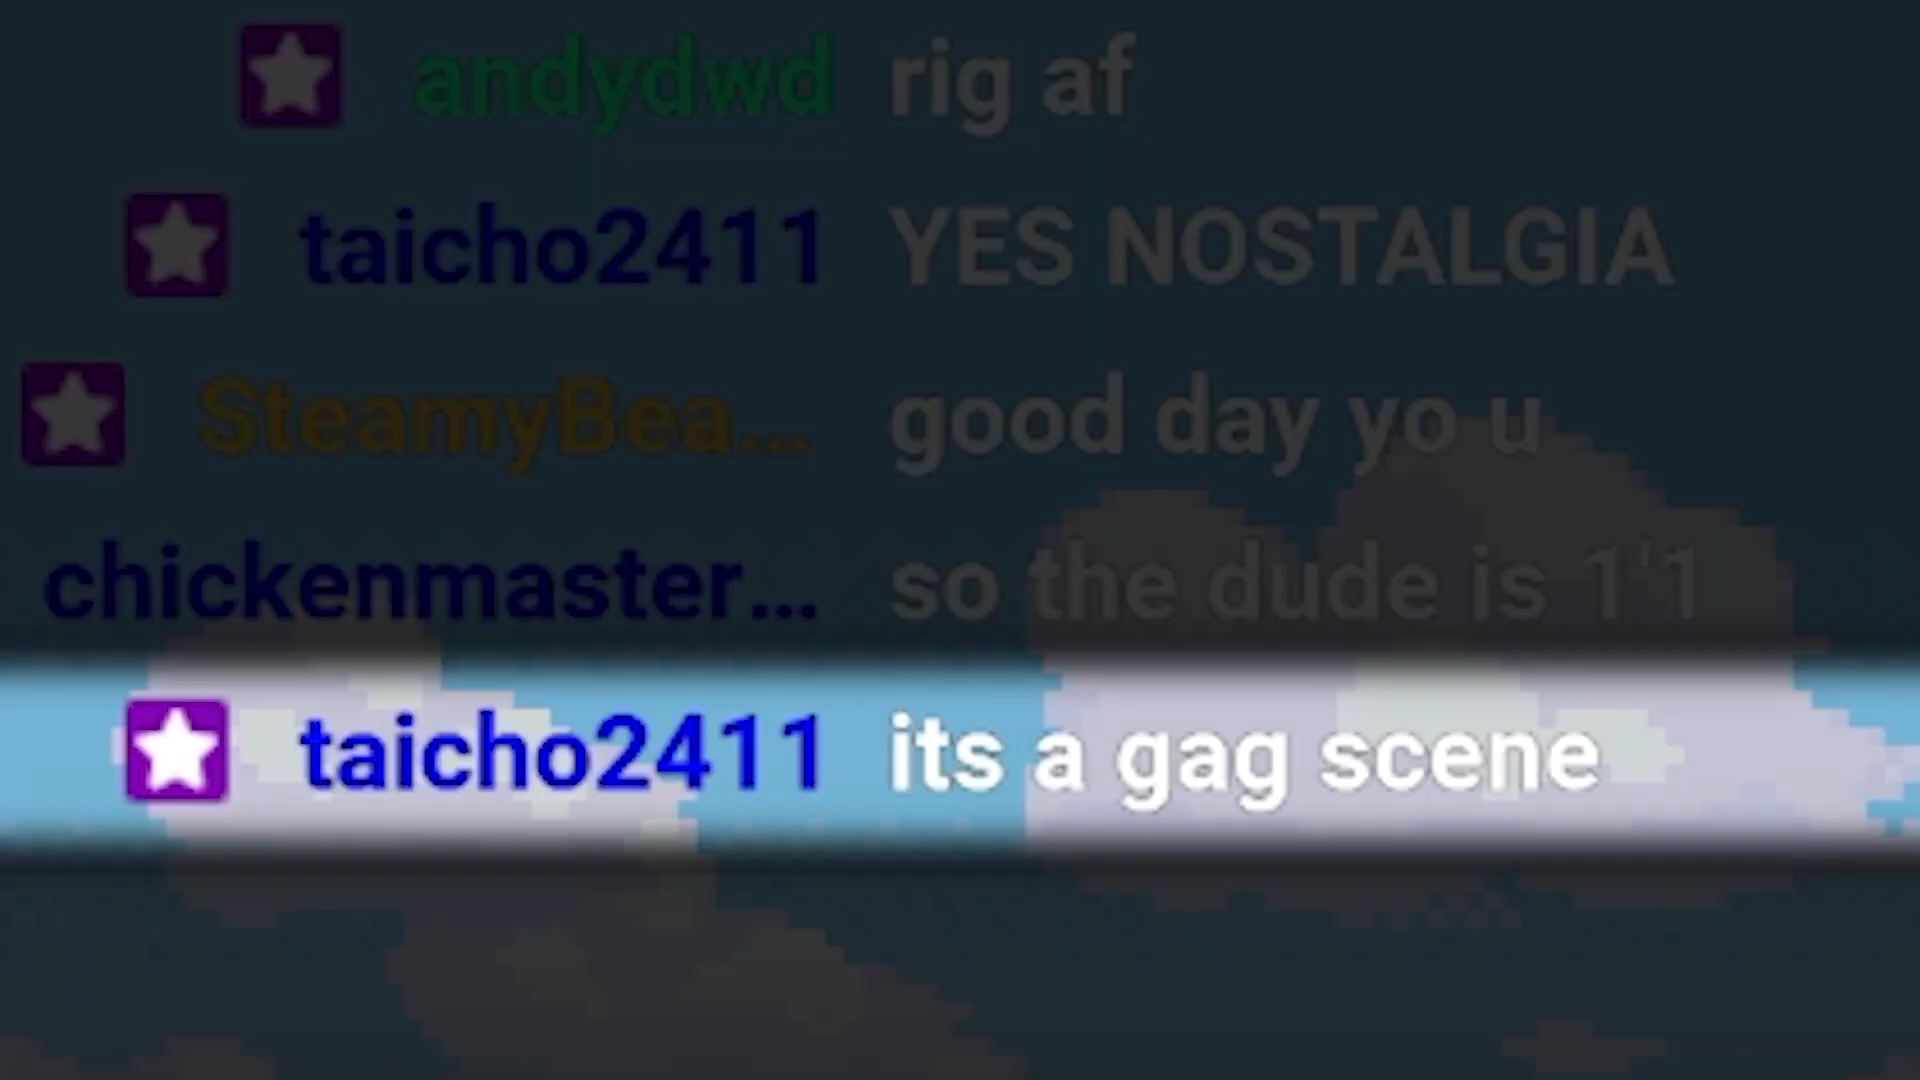 andydwd rig af
taicho2411 YES NOSTALGIA
SteamyBea... good day yo u
chickenmaster... so the dude is 1'1
taicho2411 its a gag scene